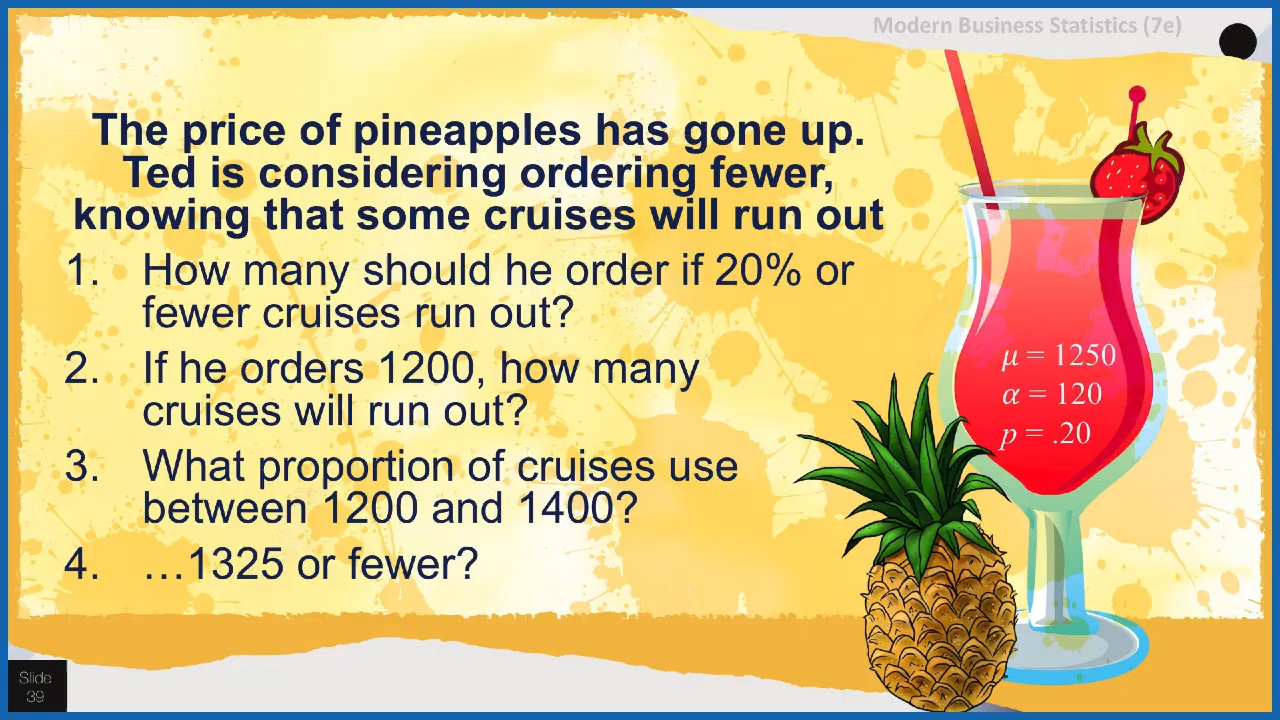 Modern Business Statistics (7e)
The price of pineapples has gone up.
Ted is considering ordering fewer,
knowing that some cruises will run out
1. How many should he order if 20% or
fewer cruises run out?
2. If he orders 1200, how many
cruises will run out?
3. What proportion of cruises use
between 1200 and 1400?
4. …1325 or fewer?
μ = 1250
α = 120
p = .20
Slide
39